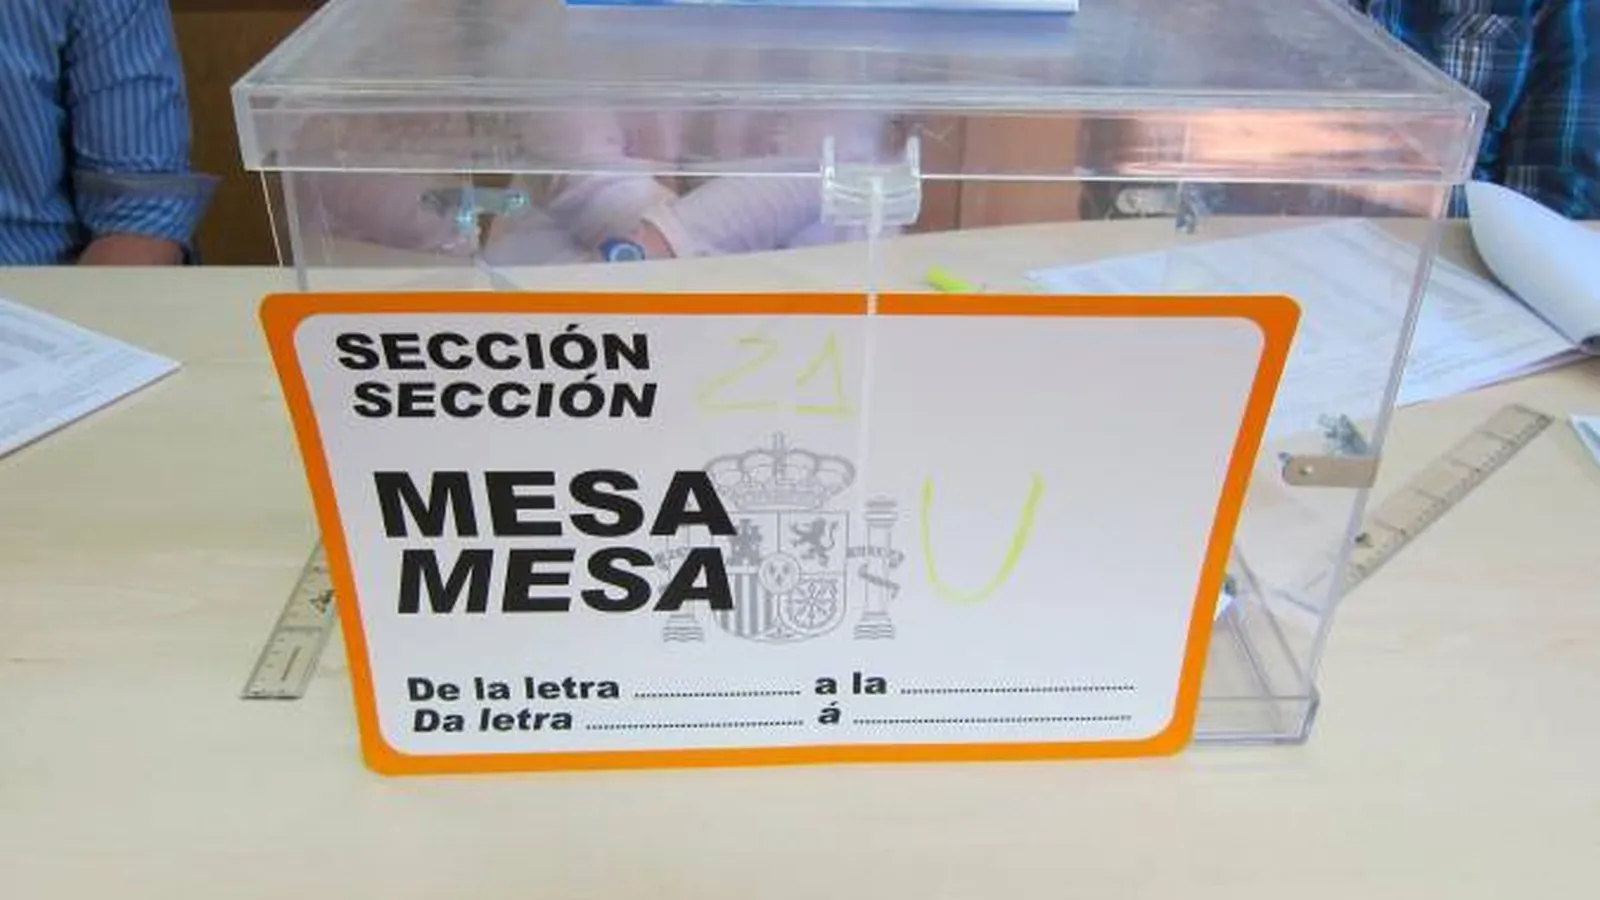 SECCIÓN 21
SECCIÓN
MESA U
MESA
De la letra ........................ a la ..................................
Da letra ................................ á ........................................